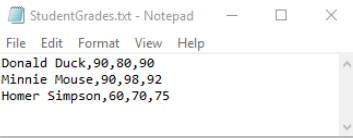 StudentGrades.txt - Notepad
File Edit Format View Help
Donald Duck,90,80,90
Minnie Mouse,90,98,92
Homer Simpson,60,70,75